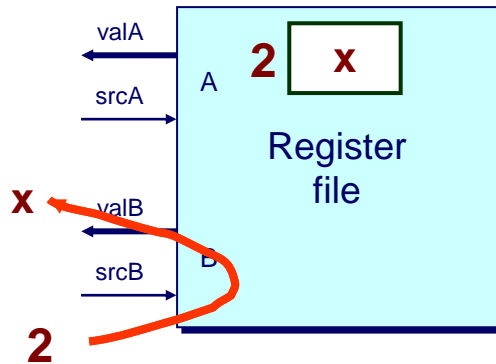 valA
srcA
A
2
x
Register
file
x
valB
B
srcB
2